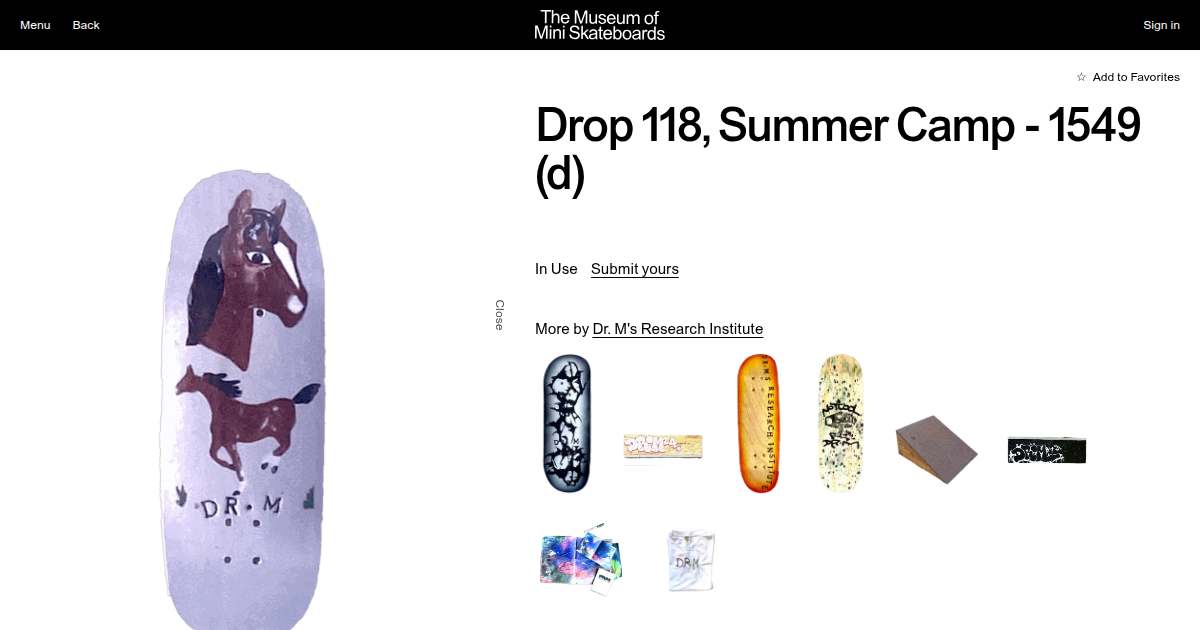 Menu
Back
The Museum of
Mini Skateboards
Sign in
☆ Add to Favorites
Drop 118, Summer Camp - 1549
(d)
In Use
Submit yours
Close
More by Dr. M's Research Institute
DR. M
RESEARCH INSTITUTE
DRM